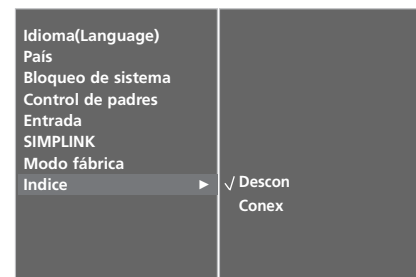 Idioma(Language)
País
Bloqueo de sistema
Control de padres
Entrada
SIMPLINK
Modo fábrica
Indice ► √ Descon
Conex